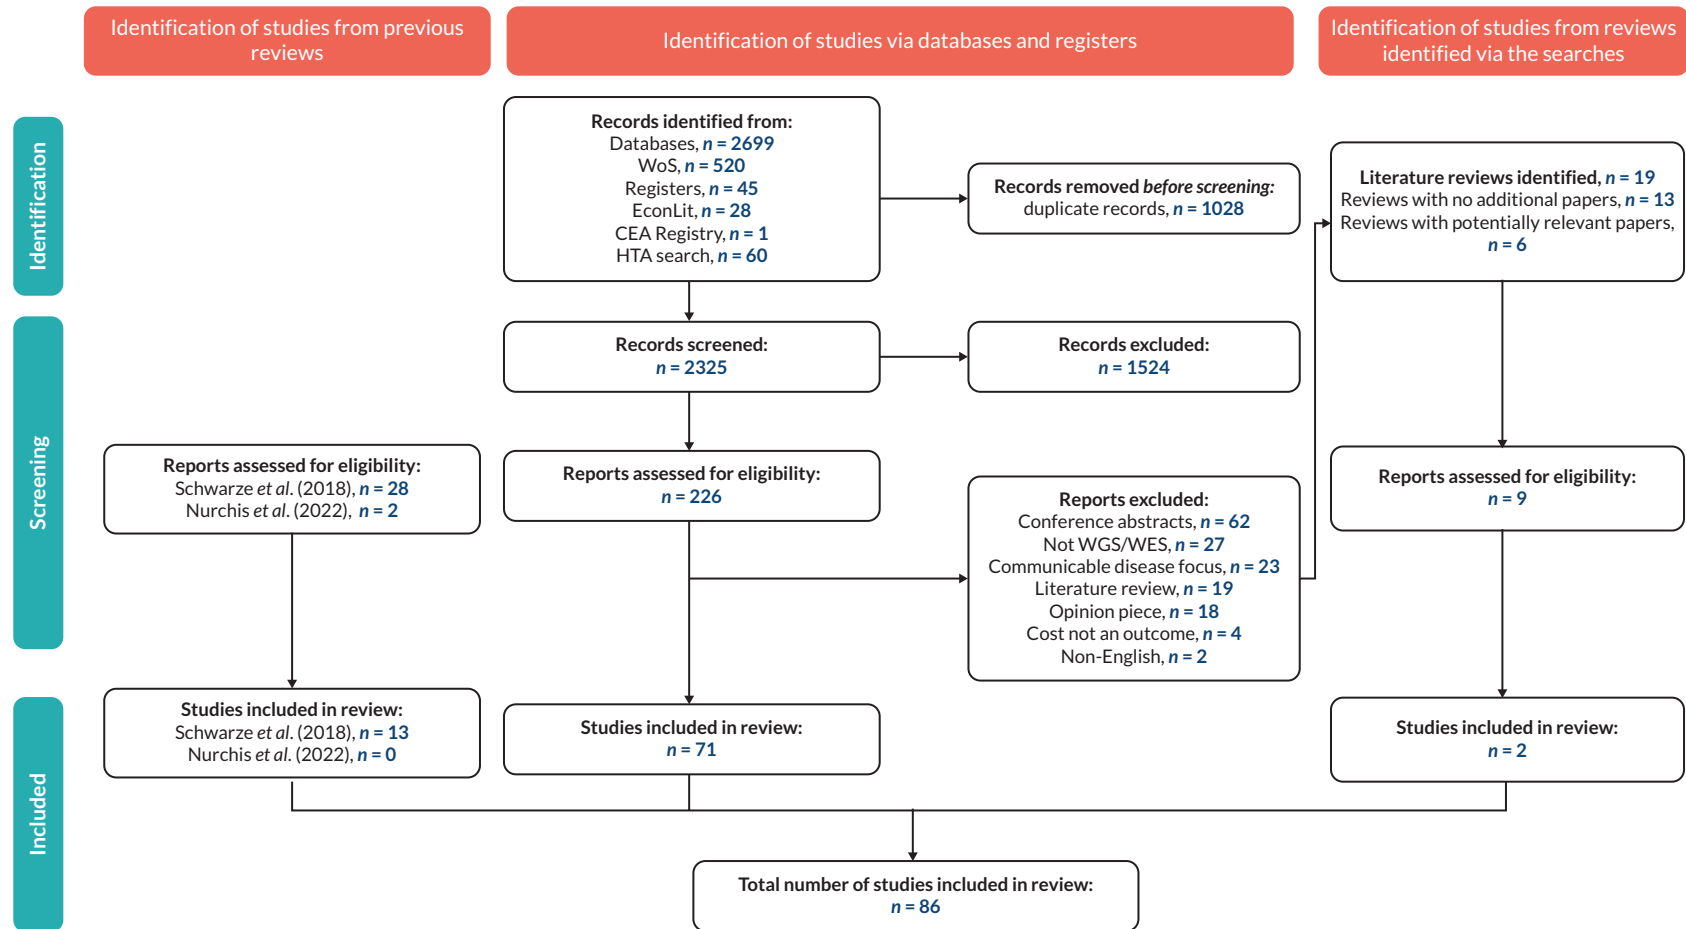 Identification of studies from previous
reviews
Identification of studies via databases and registers
Identification of studies from reviews
identified via the searches
Identification
Records identified from:
Databases, n = 2699
WoS, n = 520
Registers, n = 45
EconLit, n = 28
CEA Registry, n = 1
HTA search, n = 60
Records removed before screening:
duplicate records, n = 1028
Literature reviews identified, n = 19
Reviews with no additional papers, n = 13
Reviews with potentially relevant papers,
n = 6
Screening
Records screened:
n = 2325
Records excluded:
n = 1524
Reports assessed for eligibility:
Schwarze et al. (2018), n = 28
Nurchis et al. (2022), n = 2
Reports assessed for eligibility:
n = 226
Reports excluded:
Conference abstracts, n = 62
Not WGS/WES, n = 27
Communicable disease focus, n = 23
Literature review, n = 19
Opinion piece, n = 18
Cost not an outcome, n = 4
Non-English, n = 2
Reports assessed for eligibility:
n = 9
Included
Studies included in review:
Schwarze et al. (2018), n = 13
Nurchis et al. (2022), n = 0
Studies included in review:
n = 71
Studies included in review:
n = 2
Total number of studies included in review:
n = 86